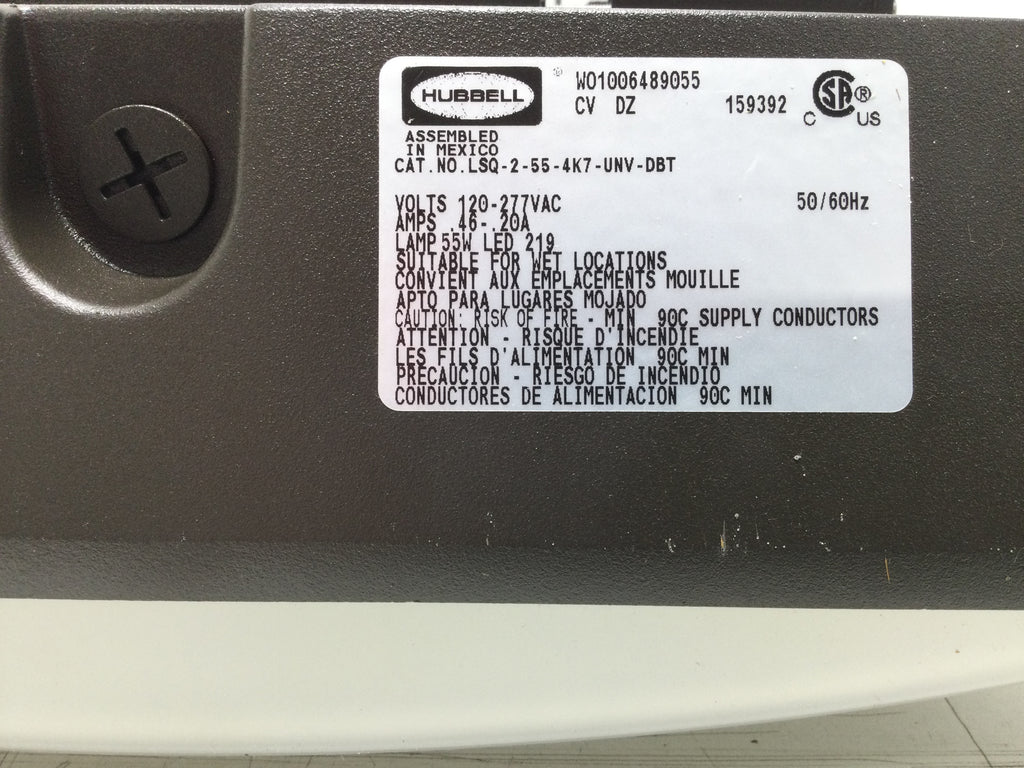 HUBBELL ® WO1006489055
CV DZ 159392 SA ® C US
ASSEMBLED
IN MEXICO
CAT.NO.LSQ-2-55-4K7-UNV-DBT
VOLTS 120-277VAC 50/60Hz
AMPS .46-.20A
LAMP 55W LED 219
SUITABLE FOR WET LOCATIONS
CONVIENT AUX EMPLACEMENTS MOUILLE
APTO PARA LUGARES MOJADO
CAUTION: RISK OF FIRE - MIN 90C SUPPLY CONDUCTORS
ATTENTION - RISQUE D'INCENDIE
LES FILS D'ALIMENTATION 90C MIN
PRECAUCION - RIESGO DE INCENDIO
CONDUCTORES DE ALIMENTACION 90C MIN